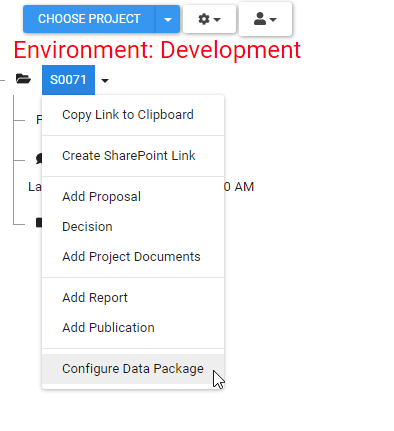 CHOOSE PROJECT
Environment: Development
S0071
Copy Link to Clipboard
Create SharePoint Link
Add Proposal
0 AM
Decision
Add Project Documents
Add Report
Add Publication
Configure Data Package